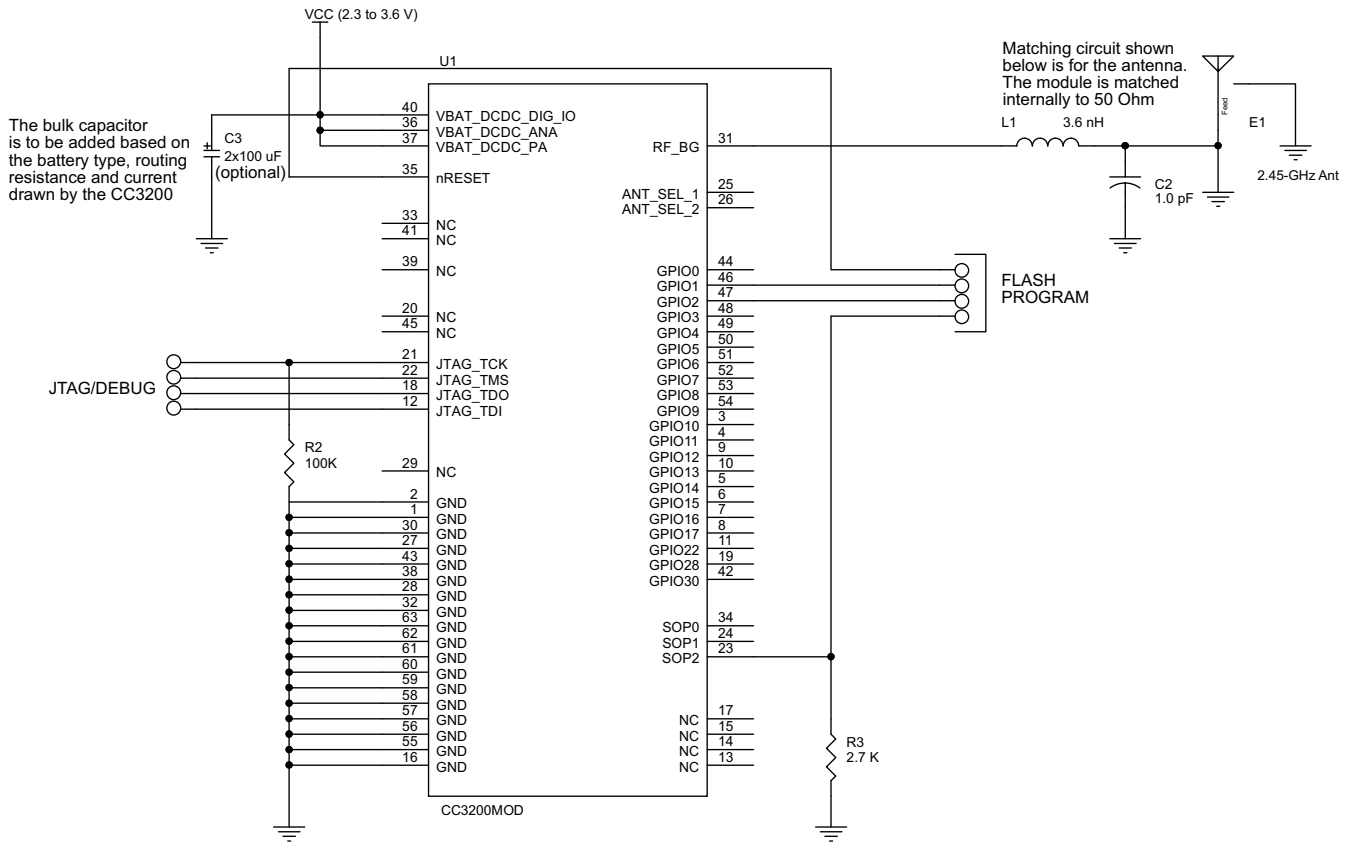 VCC (2.3 to 3.6 V)
U1
The bulk capacitor
is to be added based on
the battery type, routing
resistance and current
drawn by the CC3200
+
C3
2x100 uF
(optional)
Matching circuit shown
below is for the antenna.
The module is matched
internally to 50 Ohm
L1 3.6 nH
Feed
E1
2.45-GHz Ant
C2
1.0 pF
40 VBAT_DCDC_DIG_IO
36 VBAT_DCDC_ANA
37 VBAT_DCDC_PA
35 nRESET
33 NC
41 NC
39 NC
20 NC
45 NC
JTAG/DEBUG
21 JTAG_TCK
22 JTAG_TMS
18 JTAG_TDO
12 JTAG_TDI
R2
100K
29 NC
2 GND
1 GND
30 GND
27 GND
43 GND
38 GND
28 GND
32 GND
63 GND
62 GND
61 GND
60 GND
59 GND
58 GND
57 GND
56 GND
55 GND
16 GND
RF_BG 31
ANT_SEL_1 25
ANT_SEL_2 26
GPIO0 44
GPIO1 46
GPIO2 47
GPIO3 48
GPIO4 49
GPIO5 50
GPIO6 51
GPIO7 52
GPIO8 53
GPIO9 54
GPIO10 3
GPIO11 4
GPIO12 9
GPIO13 10
GPIO14 5
GPIO15 6
GPIO16 7
GPIO17 8
GPIO22 11
GPIO28 19
GPIO30 42
SOP0 34
SOP1 24
SOP2 23
NC 17
NC 15
NC 14
NC 13
FLASH
PROGRAM
R3
2.7 K
CC3200MOD